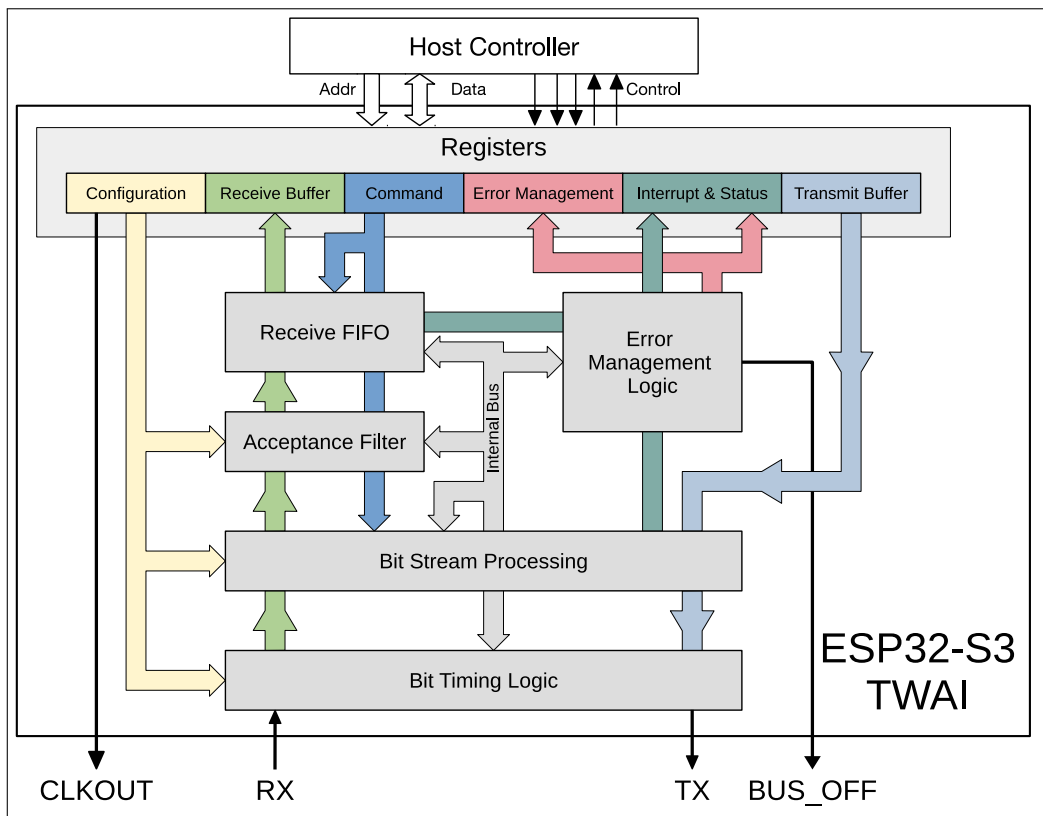 Host Controller
Addr
Data
Control
Registers
Configuration
Receive Buffer
Command
Error Management
Interrupt & Status
Transmit Buffer
Receive FIFO
Error
Management
Logic
Internal Bus
Acceptance Filter
Bit Stream Processing
Bit Timing Logic
ESP32-S3
TWAI
CLKOUT
RX
TX
BUS_OFF